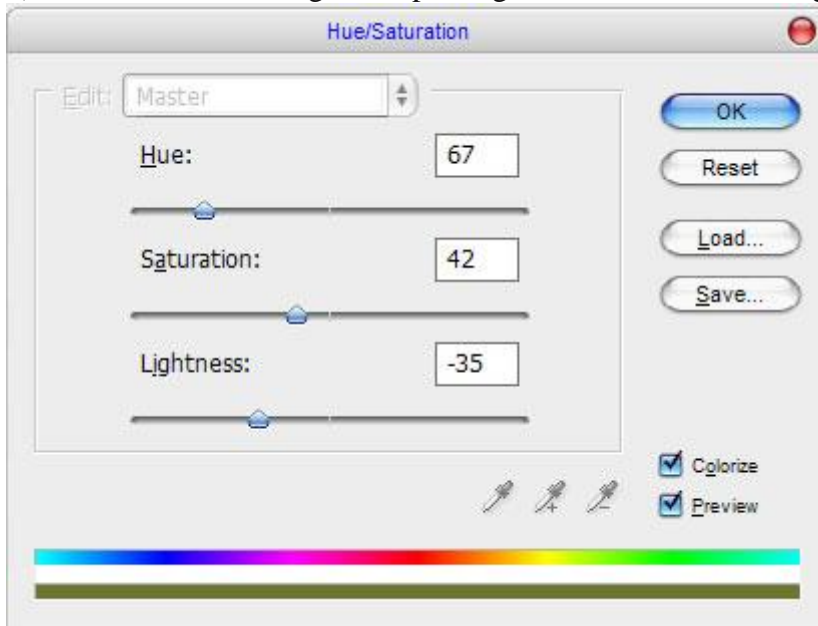 Hue/Saturation
Edit: Master
Hue: 67
Saturation: 42
Lightness: -35
OK
Reset
Load...
Save...
Colorize
Preview